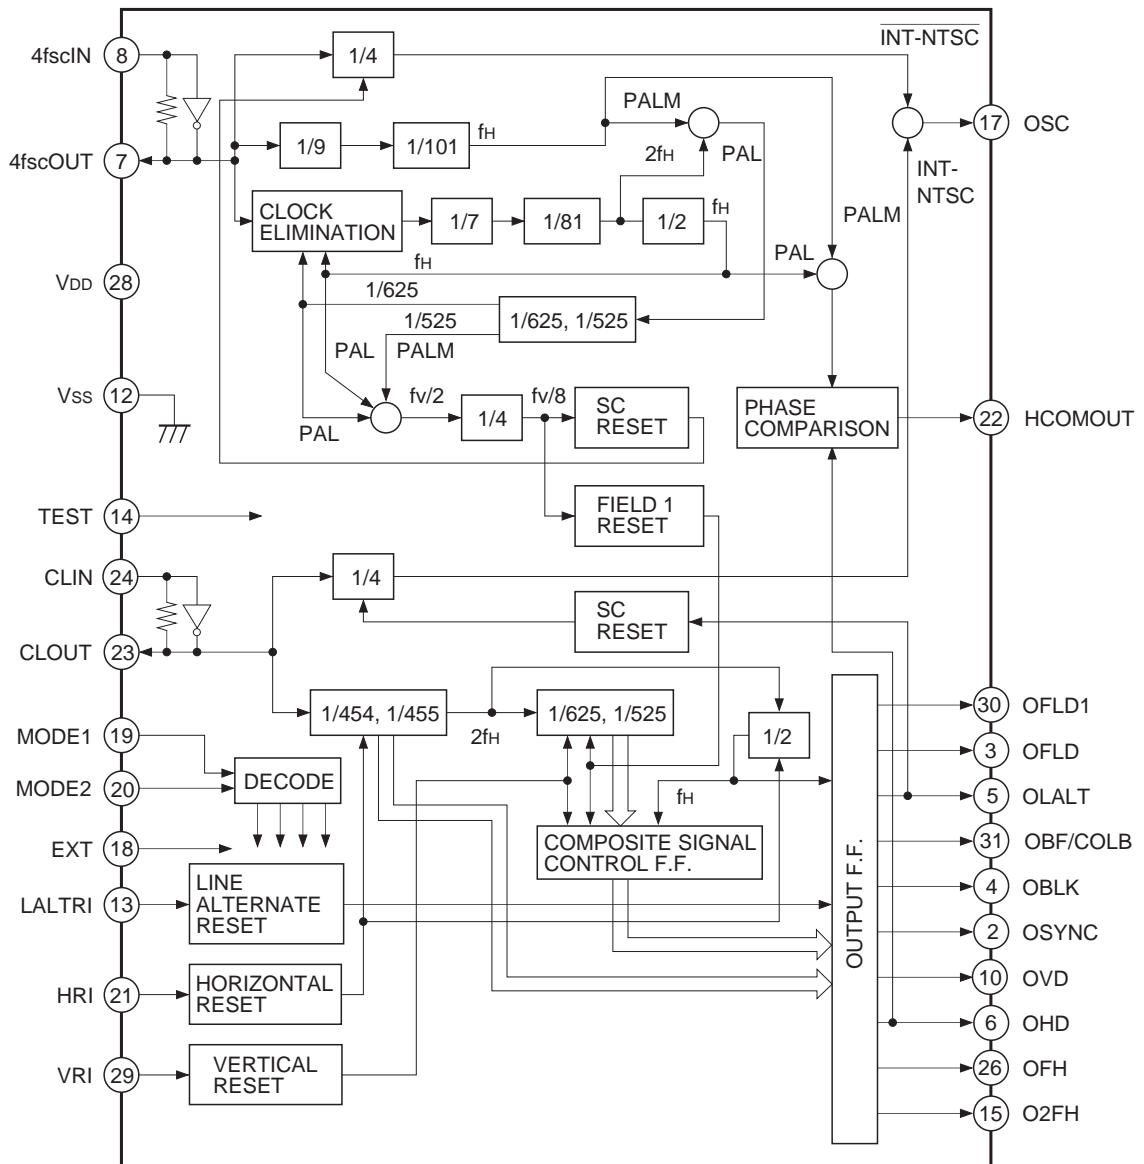 INT-NTSC
4fscIN
8
1/4
PALM
17
OSC
4fscOUT
7
1/9
1/101
fH
2fH
PAL
INT-
NTSC
CLOCK
ELIMINATION
1/7
1/81
1/2
fH
PALM
VDD
28
fH
PAL
1/625
1/525
1/625, 1/525
PAL
PALM
VSS
12
fv/2
1/4
fv/8
SC
RESET
PHASE
COMPARISON
22
HCOMOUT
PAL
TEST
14
FIELD 1
RESET
CLIN
24
1/4
SC
RESET
CLOUT
23
1/454, 1/455
2fH
1/625, 1/525
1/2
30
OFLD1
MODE1
19
3
OFLD
MODE2
20
DECODE
fH
5
OLALT
EXT
18
COMPOSITE SIGNAL
CONTROL F.F.
31
OBF/COLB
LALTRI
13
LINE
ALTERNATE
RESET
OUTPUT F.F.
4
OBLK
2
OSYNC
HRI
21
HORIZONTAL
RESET
10
OVD
6
OHD
VRI
29
VERTICAL
RESET
26
OFH
15
O2FH